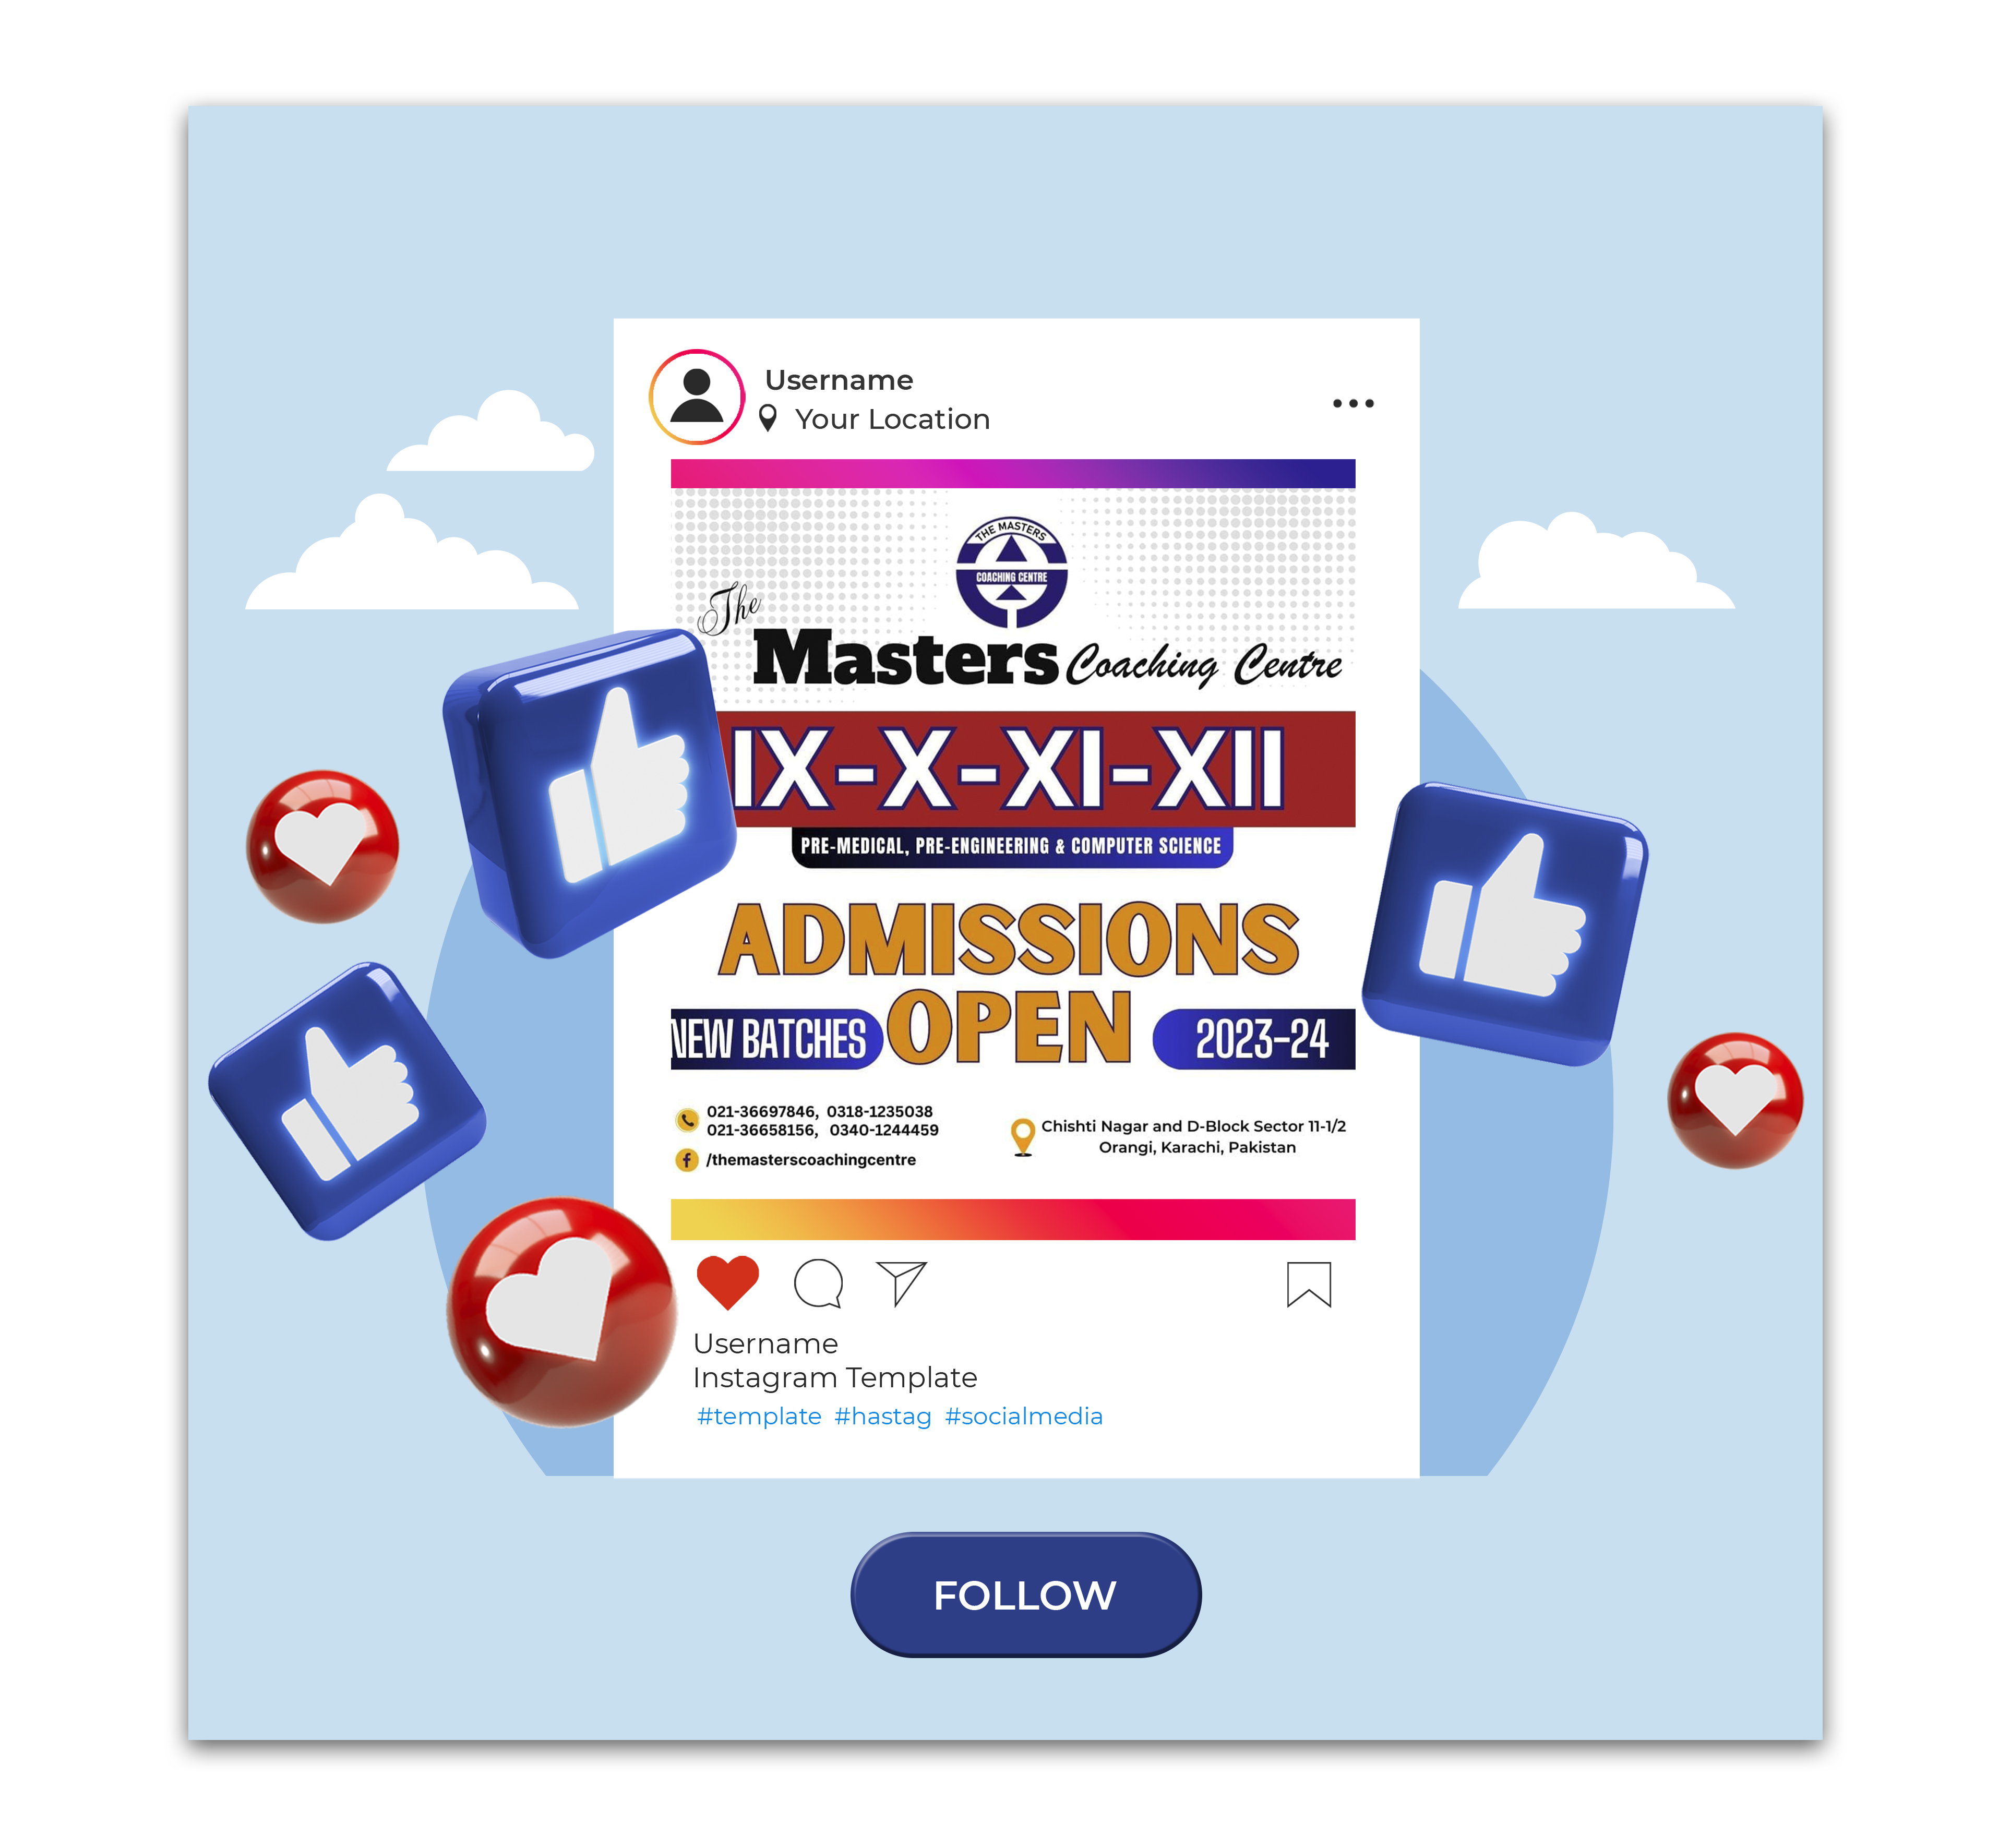 Username
Your Location
THE MASTERS
COACHING CENTRE
The
Masters Coaching Centre
IX-X-XI-XII
PRE-MEDICAL, PRE-ENGINEERING & COMPUTER SCIENCE
ADMISSIONS
OPEN
NEW BATCHES
2023-24
021-36697846, 0318-1235038
021-36658156, 0340-1244459
/themasterscoachingcentre
Chishti Nagar and D-Block Sector 11-1/2
Orangi, Karachi, Pakistan
Username
Instagram Template
#template #hastag #socialmedia
FOLLOW